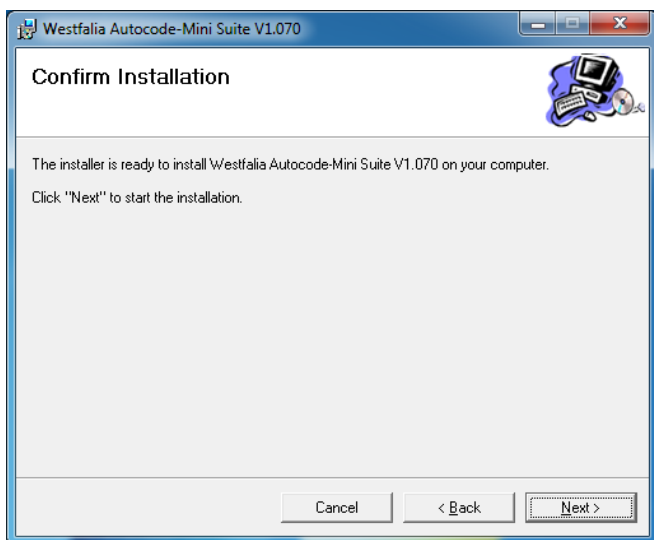 Westfalia Autocode-Mini Suite V1.070
Confirm Installation
The installer is ready to install Westfalia Autocode-Mini Suite V1.070 on your computer.
Click "Next" to start the installation.
Cancel
< Back
Next >